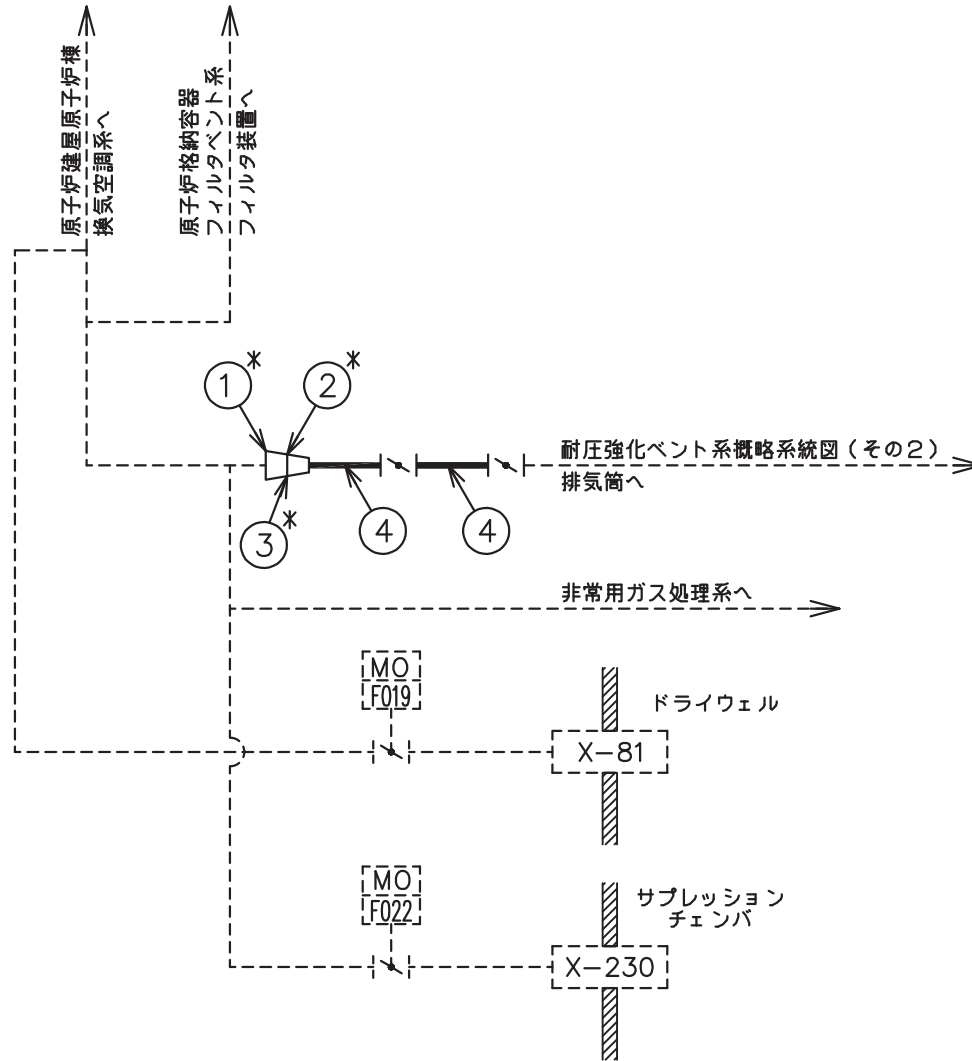 原子炉建屋原子炉棟
換気空調系へ
原子炉格納容器
フィルタベント系
フィルタ装置へ
1*
2*
耐圧強化ベント系概略系統図(その2)
排気筒へ
3*
4
4
非常用ガス処理系へ
MO
F019
ドライウェル
X-81
MO
F022
サプレッション
チェンバ
X-230